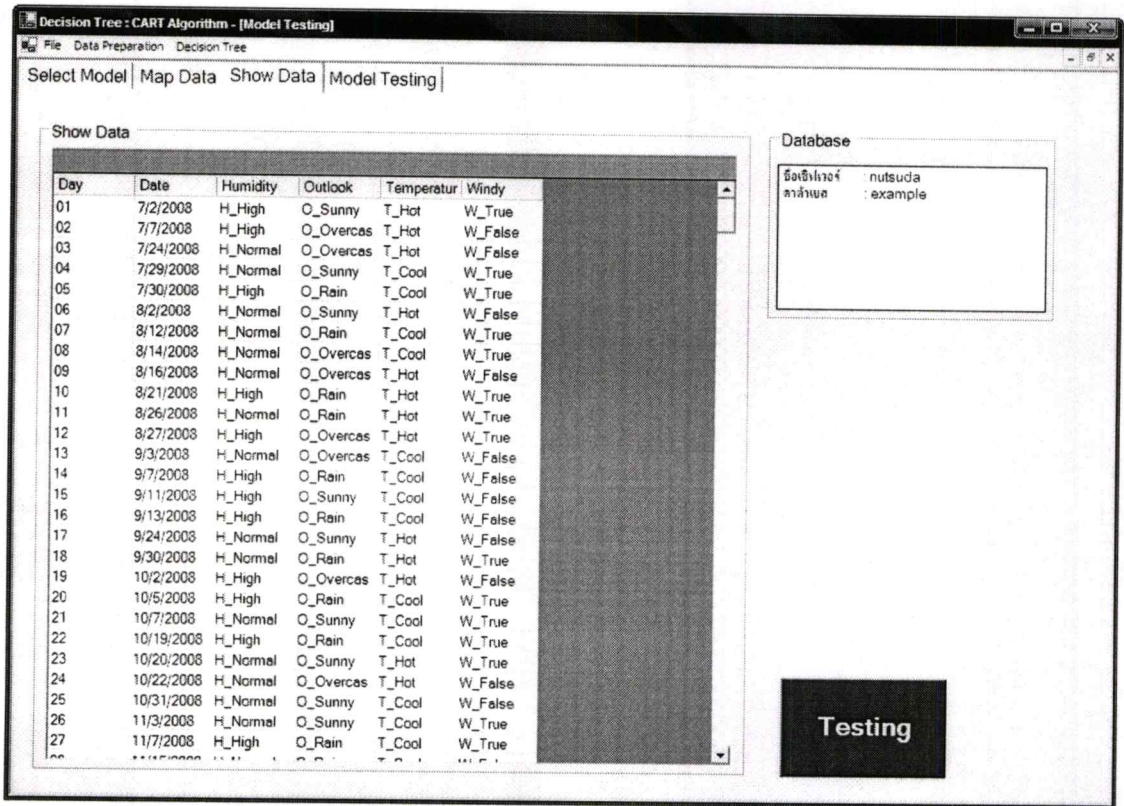 Decision Tree : CART Algorithm - [Model Testing]
File Data Preparation Decision Tree
Select Model Map Data Show Data Model Testing
Show Data
Database
Day Date Humidity Outlook Temperatur Windy
01 7/2/2008 H_High O_Sunny T_Hot W_True
02 7/7/2008 H_High O_Overcas T_Hot W_False
03 7/24/2008 H_Normal O_Overcas T_Hot W_False
04 7/29/2008 H_Normal O_Sunny T_Cool W_True
05 7/30/2008 H_High O_Rain T_Cool W_True
06 8/2/2008 H_Normal O_Sunny T_Hot W_False
07 8/12/2008 H_Normal O_Rain T_Cool W_True
08 8/14/2008 H_Normal O_Overcas T_Cool W_True
09 8/16/2008 H_Normal O_Overcas T_Hot W_False
10 8/21/2008 H_High O_Rain T_Hot W_True
11 8/26/2008 H_Normal O_Rain T_Hot W_True
12 8/27/2008 H_High O_Overcas T_Hot W_True
13 9/3/2008 H_Normal O_Overcas T_Cool W_False
14 9/7/2008 H_High O_Rain T_Cool W_False
15 9/11/2008 H_High O_Sunny T_Cool W_False
16 9/13/2008 H_High O_Rain T_Cool W_False
17 9/24/2008 H_Normal O_Sunny T_Hot W_False
18 9/30/2008 H_Normal O_Rain T_Hot W_True
19 10/2/2008 H_High O_Overcas T_Hot W_False
20 10/5/2008 H_High O_Rain T_Cool W_True
21 10/7/2008 H_Normal O_Sunny T_Cool W_True
22 10/19/2008 H_High O_Rain T_Cool W_True
23 10/20/2008 H_Normal O_Sunny T_Hot W_True
24 10/22/2008 H_Normal O_Overcas T_Hot W_False
25 10/31/2008 H_Normal O_Sunny T_Cool W_False
26 11/3/2008 H_Normal O_Sunny T_Cool W_True
27 11/7/2008 H_High O_Rain T_Cool W_True
ชื่อเซิฟเวอร์ : nutsuda
: example
Testing